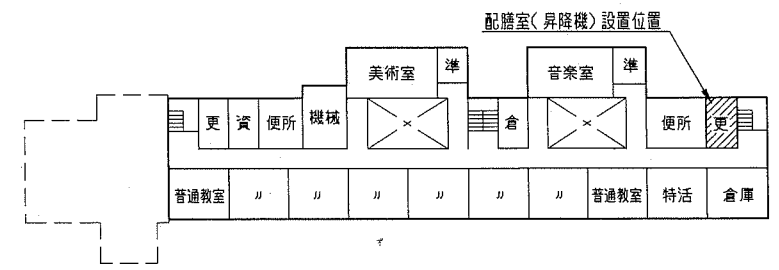 配膳室(昇降機)設置位置
美術室 準 音楽室 準
更 資 便所 機械 倉 便所 更
普通教室 〃 〃 〃 〃 〃 〃 普通教室 特活 倉庫